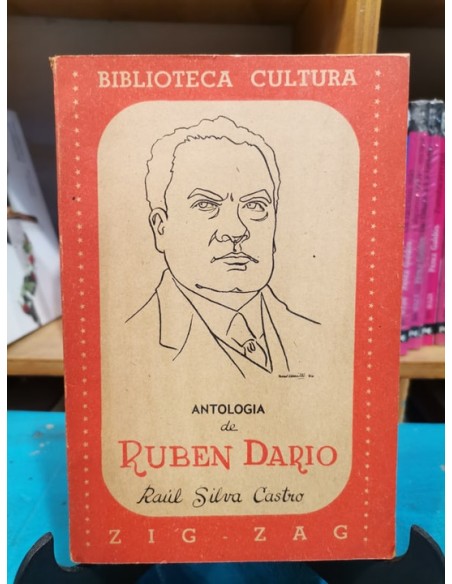 BIBLIOTECA CULTURA
ANTOLOGIA
de
RUBEN DARIO
Raúl Silva Castro
ZIG-ZAG